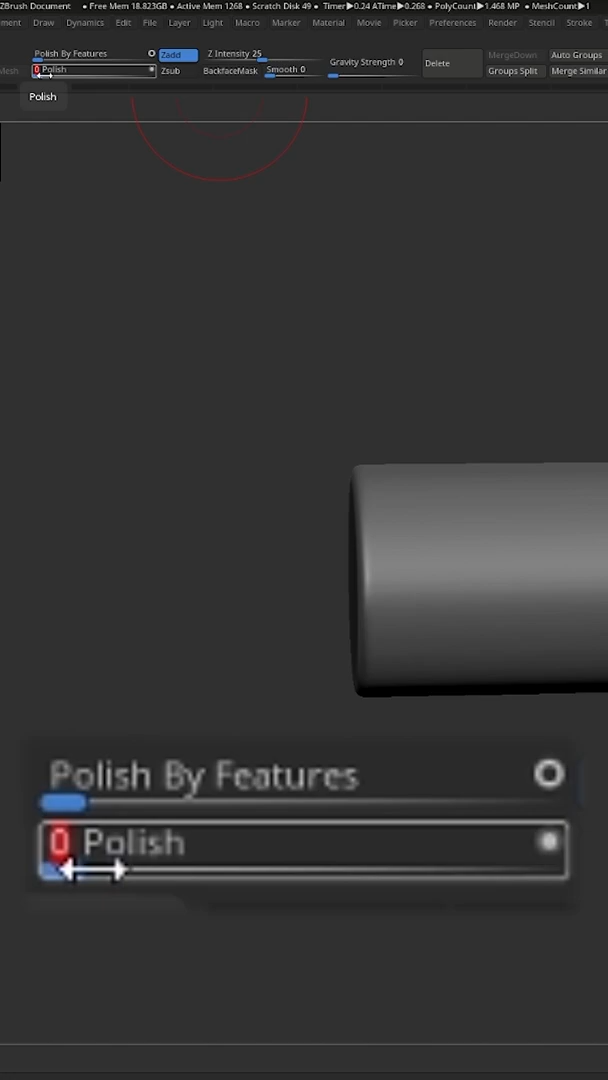 ZBrush Document • Free Mem 18.823GB • Active Mem 1268 • Scratch Disk 49 • Timer▶0.24 ATime▶0.268 • PolyCount▶1.468 MP • MeshCount▶1
ment Draw Dynamics Edit File Layer Light Macro Marker Material Movie Picker Preferences Render Stencil Stroke
Polish By Features Zadd Z Intensity 25 Gravity Strength 0 Delete MergeDown Auto Groups
Mesh 0 Polish Zsub BackfaceMask Smooth 0 Groups Split Merge Similar
Polish
Polish By Features
0 Polish